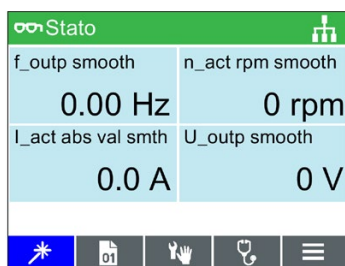 Stato
f_outp smooth
n_act rpm smooth
0.00 Hz
0 rpm
I_act abs val smth
U_outp smooth
0.0 A
0 V
01